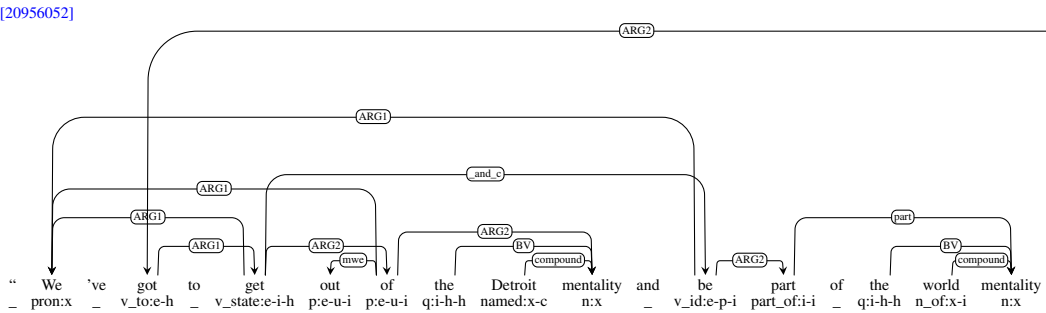 [20956052]
ARG2
ARG1
_and_c
ARG1
ARG1 part
ARG2
ARG1 ARG2 BV BV
mwe compound ARG2 compound
“ We 've got to get out of the Detroit mentality and be part of the world mentality
_ pron:x _ v_to:e-h _ v_state:e-i-h p:e-u-i p:e-u-i q:i-h-h named:x-c n:x _ v_id:e-p-i part_of:i-i _ q:i-h-h n_of:x-i n:x